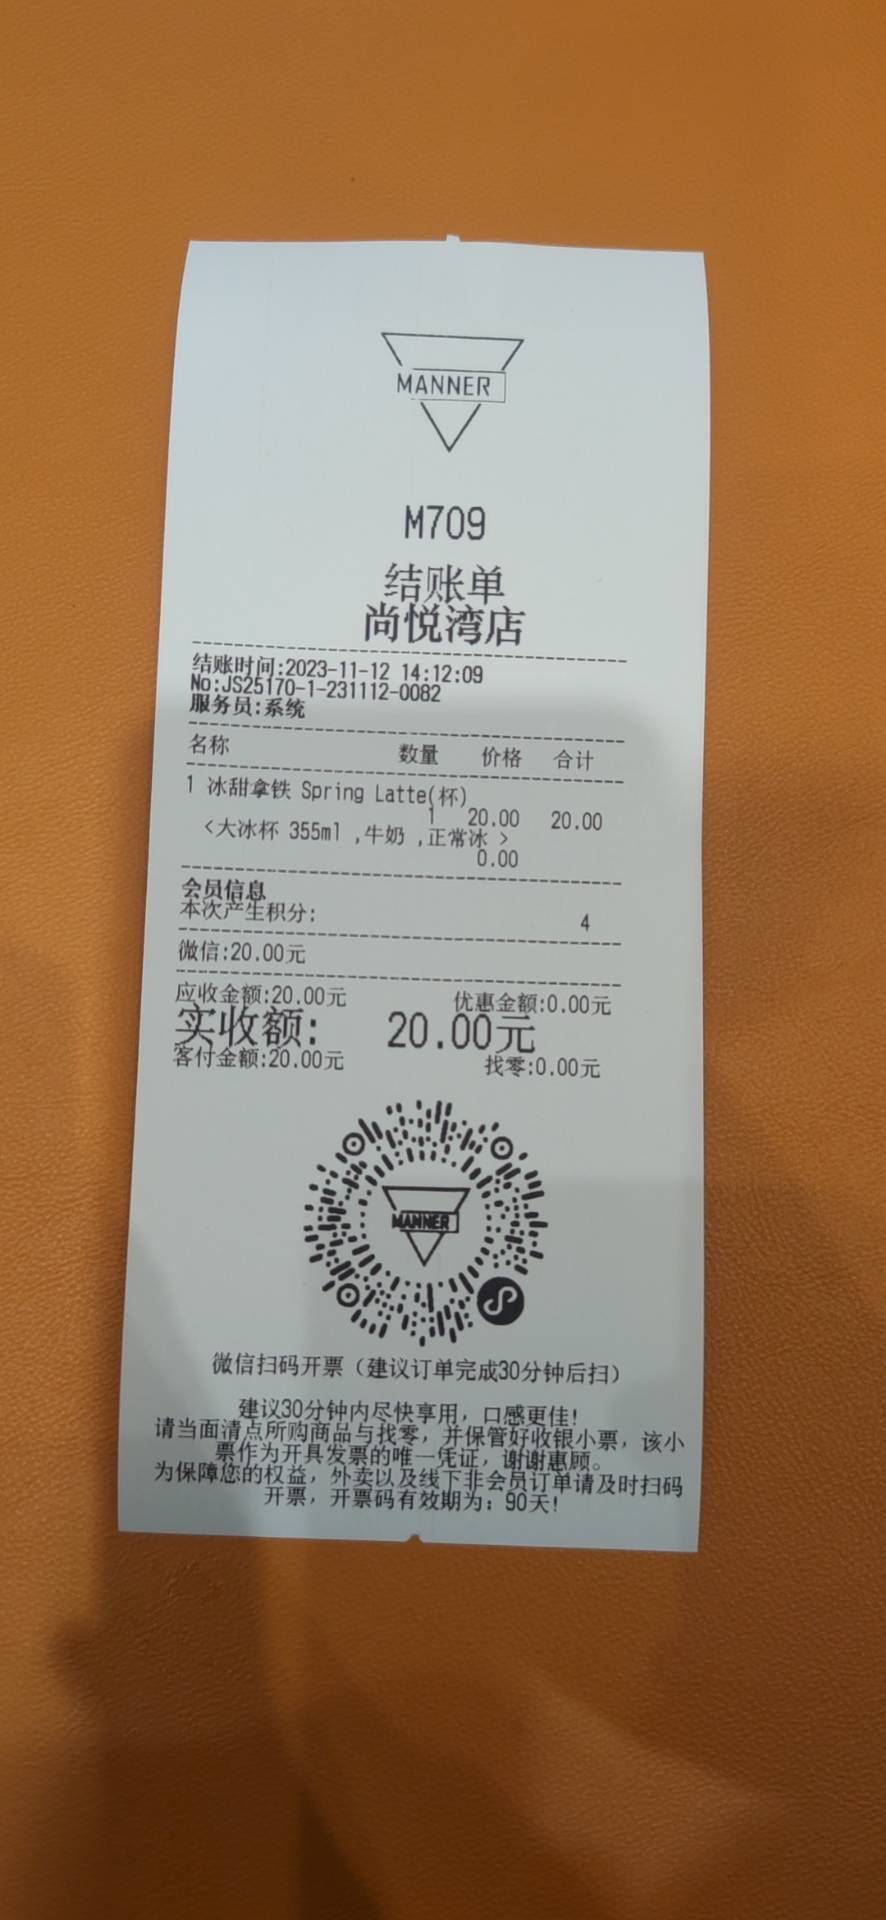 MANNER
M709
结账单
尚悦湾店
结账时间:2023-11-12 14:12:09
No:JS25170-1-231112-0082
服务员:系统
名称 数量 价格 合计
1 冰甜拿铁 Spring Latte(杯)
1 20.00 20.00
<大冰杯 355ml ,牛奶 ,正常冰 >
0.00
会员信息
本次产生积分: 4
微信:20.00元
应收金额:20.00元 优惠金额:0.00元
实收额: 20.00元
客付金额:20.00元 找零:0.00元
MANNER
微信扫码开票（建议订单完成30分钟后扫）
建议30分钟内尽快享用，口感更佳!
请当面清点所购商品与找零，并保管好收银小票，该小
票作为开具发票的唯一凭证，谢谢惠顾。
为保障您的权益，外卖以及线下非会员订单请及时扫码
开票，开票码有效期为：90天!